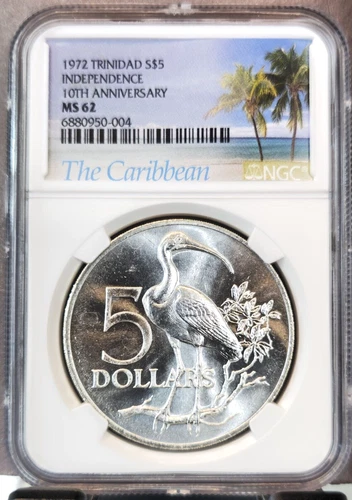 1972 TRINIDAD S$5
INDEPENDENCE
10TH ANNIVERSARY
MS 62
6880950-004
The Caribbean
NGC
5
DOLLARS